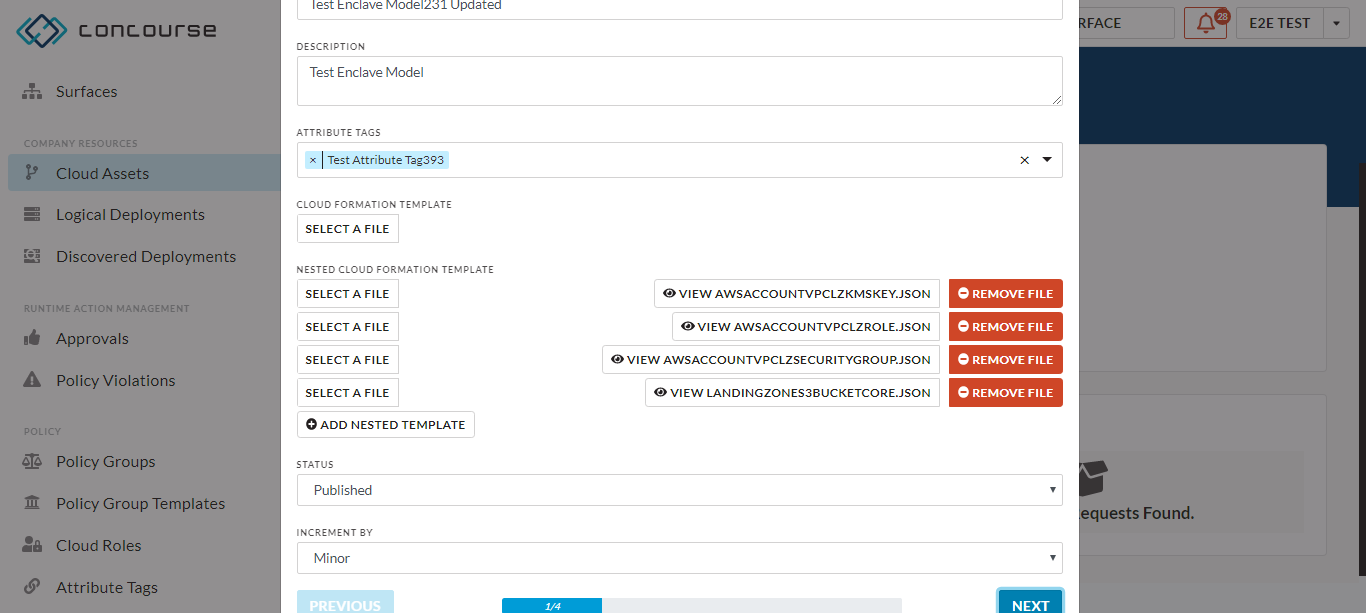 concourse
Surfaces
COMPANY RESOURCES
Cloud Assets
Logical Deployments
Discovered Deployments
RUNTIME ACTION MANAGEMENT
Approvals
Policy Violations
POLICY
Policy Groups
Policy Group Templates
Cloud Roles
Attribute Tags
Test Enclave Model231 Updated
DESCRIPTION
Test Enclave Model
ATTRIBUTE TAGS
× Test Attribute Tag393
CLOUD FORMATION TEMPLATE
SELECT A FILE
NESTED CLOUD FORMATION TEMPLATE
SELECT A FILE VIEW AWSACCOUNTVPCLZKMSKEY.JSON REMOVE FILE
SELECT A FILE VIEW AWSACCOUNTVPCLZROLE.JSON REMOVE FILE
SELECT A FILE VIEW AWSACCOUNTVPCLZSECURITYGROUP.JSON REMOVE FILE
SELECT A FILE VIEW LANDINGZONES3BUCKETCORE.JSON REMOVE FILE
ADD NESTED TEMPLATE
STATUS
Published
INCREMENT BY
Minor
PREVIOUS 1/4 NEXT
RFACE 28 E2E TEST
equests Found.